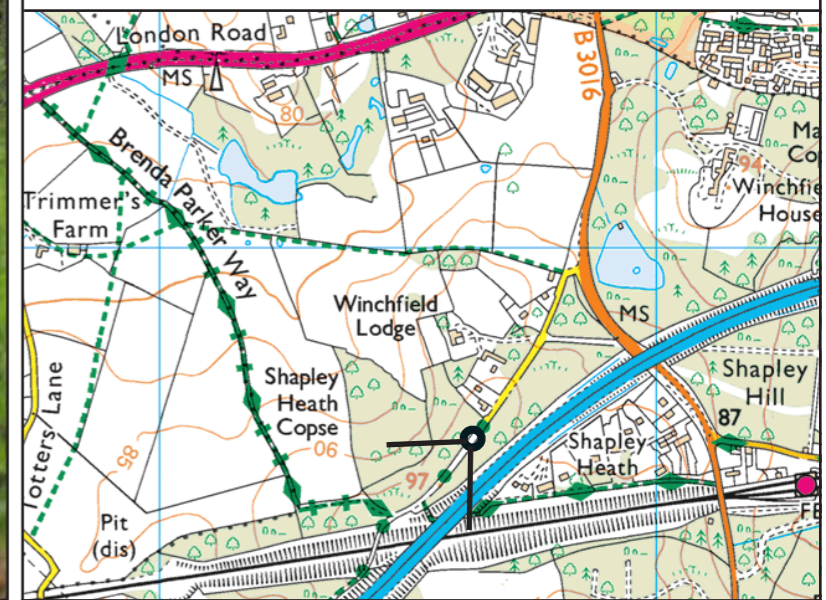 London Road
B 3016
MS
80
Brenda Parker Way
Ma
Cop
94
Winchfie
House
Trimmer's
Farm
Winchfield
Lodge
MS
Shapley
Hill
Totters Lane
Shapley
Heath
Copse
87
85
90
Shapley
Heath
97
Pit
(dis)
FB